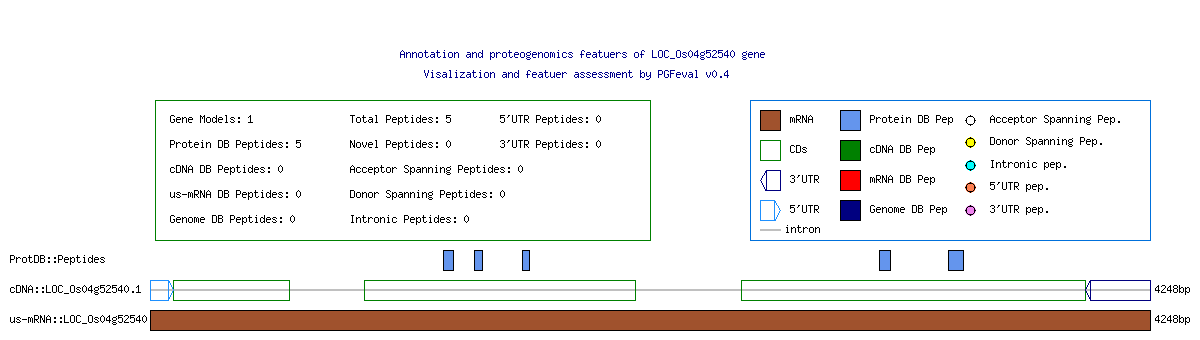 Annotation and proteogenomics featuers of LOC_Os04g52540 gene
Visalization and featuer assessment by PGFeval v0.4
Gene Models: 1 Total Peptides: 5 5'UTR Peptides: 0
Protein DB Peptides: 5 Novel Peptides: 0 3'UTR Peptides: 0
cDNA DB Peptides: 0 Acceptor Spanning Peptides: 0
us-mRNA DB Peptides: 0 Donor Spanning Peptides: 0
Genome DB Peptides: 0 Intronic Peptides: 0
mRNA Protein DB Pep Acceptor Spanning Pep.
CDs cDNA DB Pep Donor Spanning Pep.
Intronic pep.
3'UTR mRNA DB Pep 5'UTR pep.
5'UTR Genome DB Pep 3'UTR pep.
intron
ProtDB::Peptides
cDNA::LOC_Os04g52540.1 4248bp
us-mRNA::LOC_Os04g52540 4248bp